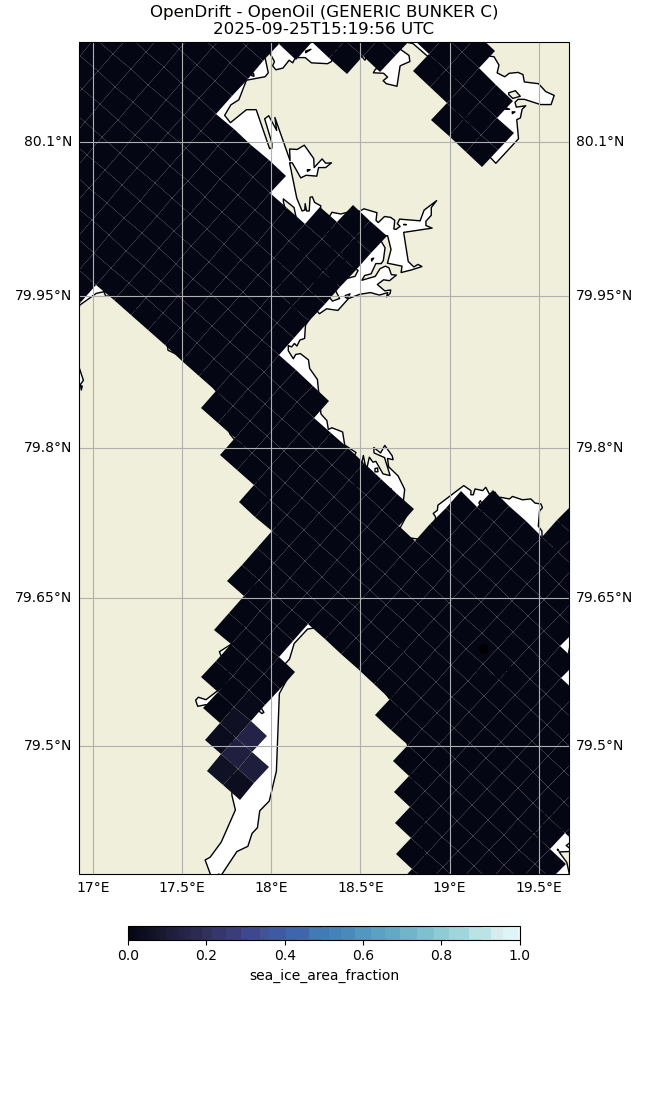 OpenDrift - OpenOil (GENERIC BUNKER C)
2025-09-25T15:19:56 UTC
80.1°N 80.1°N
79.95°N 79.95°N
79.8°N 79.8°N
79.65°N 79.65°N
79.5°N 79.5°N
17°E 17.5°E 18°E 18.5°E 19°E 19.5°E
0.0 0.2 0.4 0.6 0.8 1.0
sea_ice_area_fraction